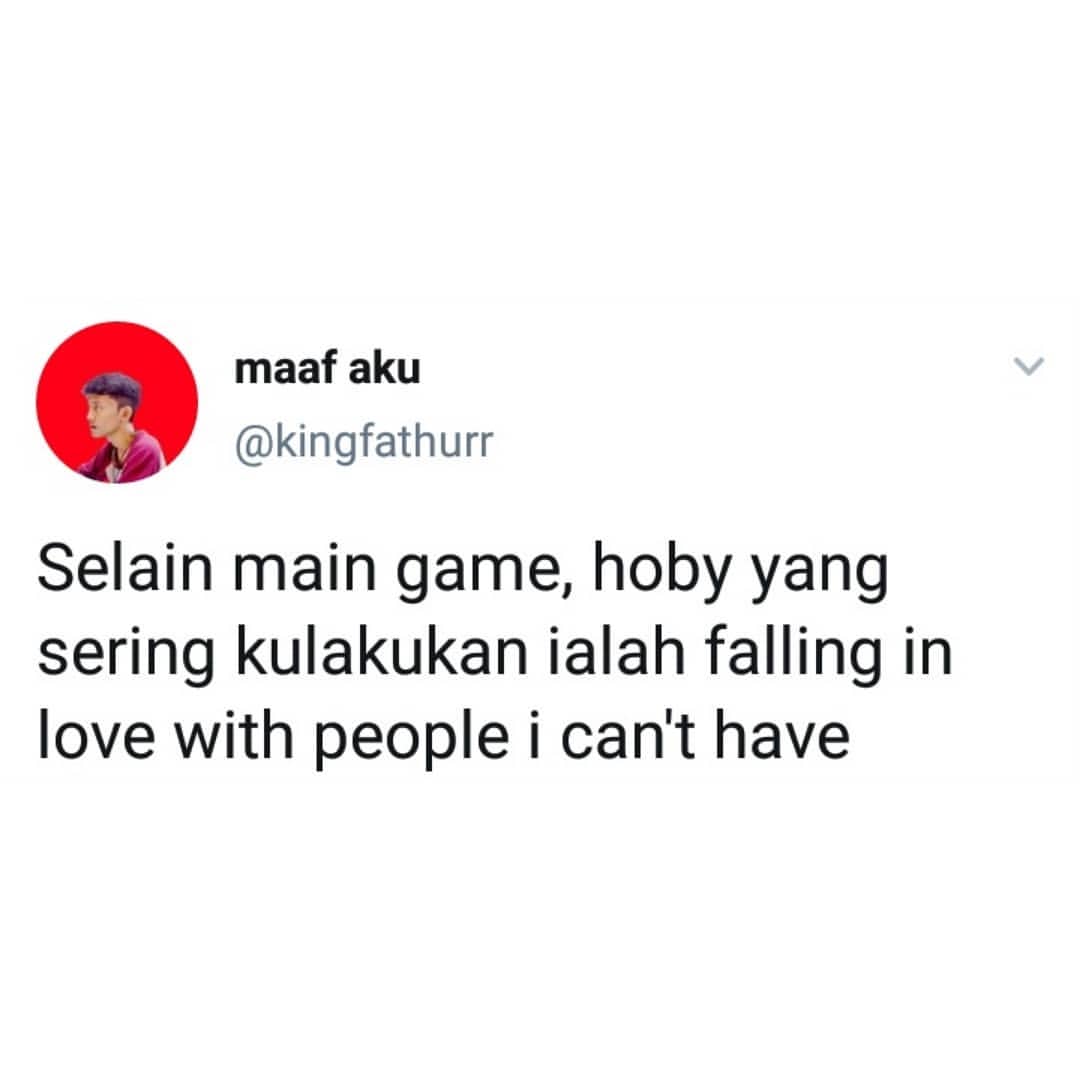 maaf aku
@kingfathurr
Selain main game, hoby yang
sering kulakukan ialah falling in
love with people i can't have